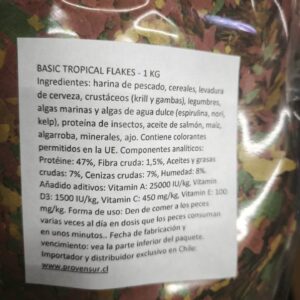 BASIC TROPICAL FLAKES - 1 KG
Ingredientes: harina de pescado, cereales, levadura
de cerveza, crustáceos (krill y gambas), legumbres,
algas marinas y algas de agua dulce (espirulina, nori,
kelp), proteína de insectos, aceite de salmón, maíz,
algarroba, minerales, ajo. Contiene colorantes
permitidos en la UE. Componentes analíticos:
Protéine: 47%, Fibra cruda: 1,5%, Aceites y grasas
crudas: 7%, Cenizas crudas: 7%, Humedad: 8%.
Añadido aditivos: Vitamin A: 25000 IU/kg, Vitamin
D3: 1500 IU/kg, Vitamin C: 450 mg/kg, Vitamin E: 100
mg/kg. Forma de uso: Den de comer a los peces
varias veces al día en dosis que los peces consuman
en unos minutos.. Fecha de fabricación y
vencimiento: vea la parte inferior del paquete.
Importador y distribuidor exclusivo en Chile:
www.provensur.cl